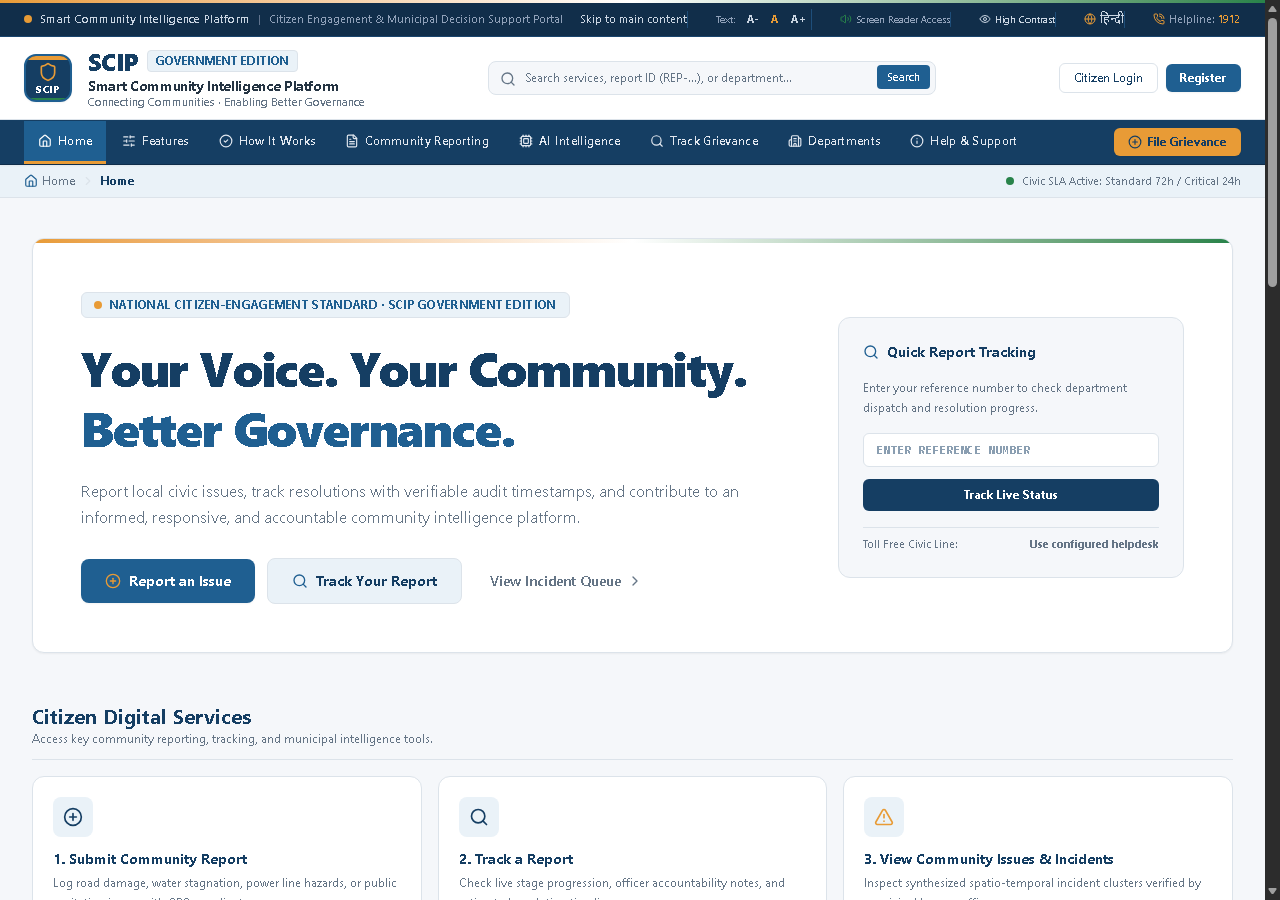 Smart Community Intelligence Platform | Citizen Engagement & Municipal Decision Support Portal Skip to main content Text: A- A A+ Screen Reader Access High Contrast हिन्दी Helpline: 1912
SCIP GOVERNMENT EDITION
Smart Community Intelligence Platform
Connecting Communities · Enabling Better Governance
SCIP
Search services, report ID (REP-...), or department... Search
Citizen Login Register
Home Features How It Works Community Reporting AI Intelligence Track Grievance Departments Help & Support File Grievance
Home Home
Civic SLA Active: Standard 72h / Critical 24h
NATIONAL CITIZEN-ENGAGEMENT STANDARD · SCIP GOVERNMENT EDITION
Your Voice. Your Community.
Better Governance.
Report local civic issues, track resolutions with verifiable audit timestamps, and contribute to an
informed, responsive, and accountable community intelligence platform.
Report an Issue Track Your Report View Incident Queue
Quick Report Tracking
Enter your reference number to check department
dispatch and resolution progress.
ENTER REFERENCE NUMBER
Track Live Status
Toll Free Civic Line: Use configured helpdesk
Citizen Digital Services
Access key community reporting, tracking, and municipal intelligence tools.
1. Submit Community Report
Log road damage, water stagnation, power line hazards, or public
2. Track a Report
Check live stage progression, officer accountability notes, and
3. View Community Issues & Incidents
Inspect synthesized spatio-temporal incident clusters verified by